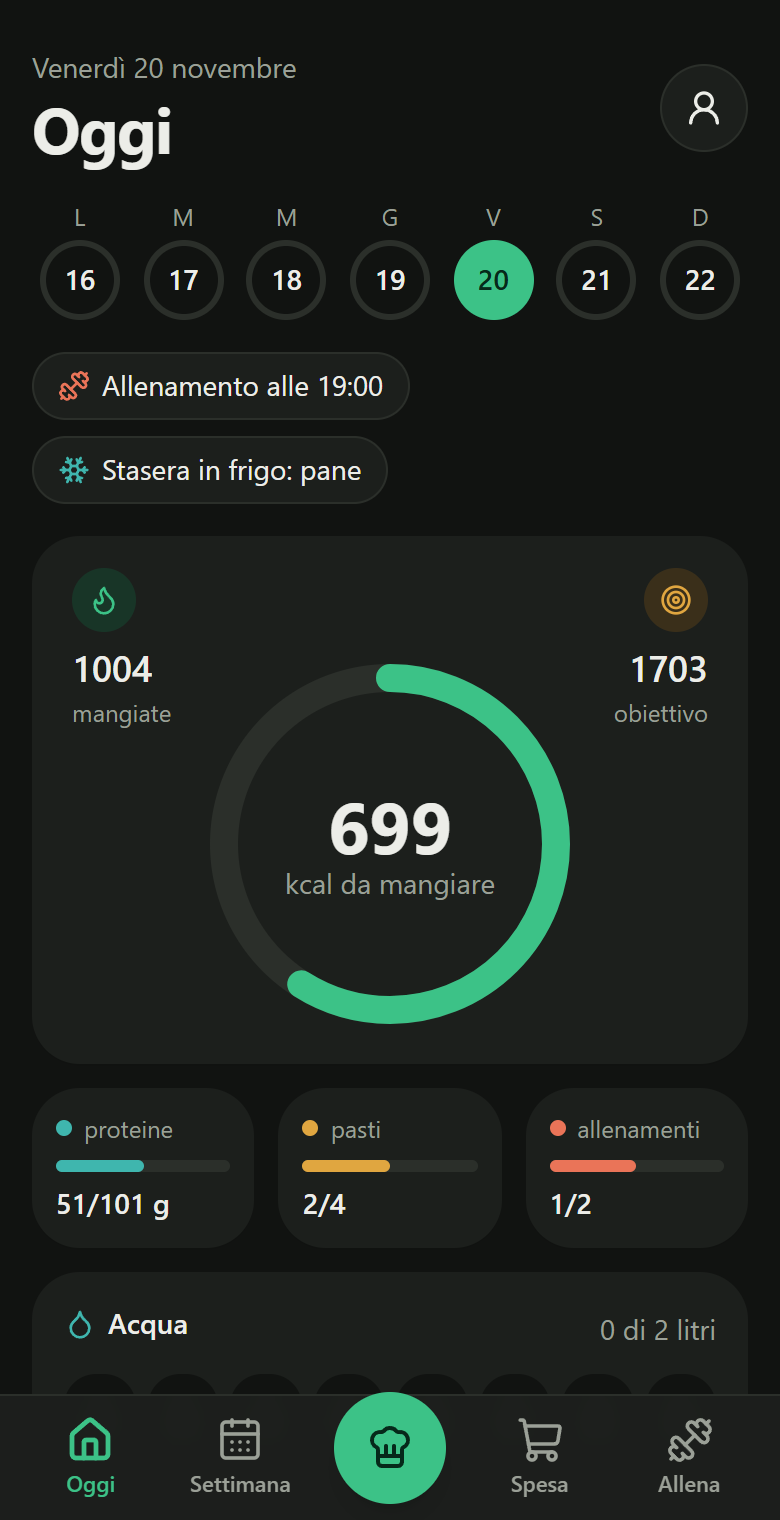 Venerdì 20 novembre
Oggi
L M M G V S D
16 17 18 19 20 21 22
Allenamento alle 19:00
Stasera in frigo: pane
1004
mangiate
1703
obiettivo
699
kcal da mangiare
proteine
51/101 g
pasti
2/4
allenamenti
1/2
Acqua
0 di 2 litri
Oggi
Settimana
Spesa
Allena